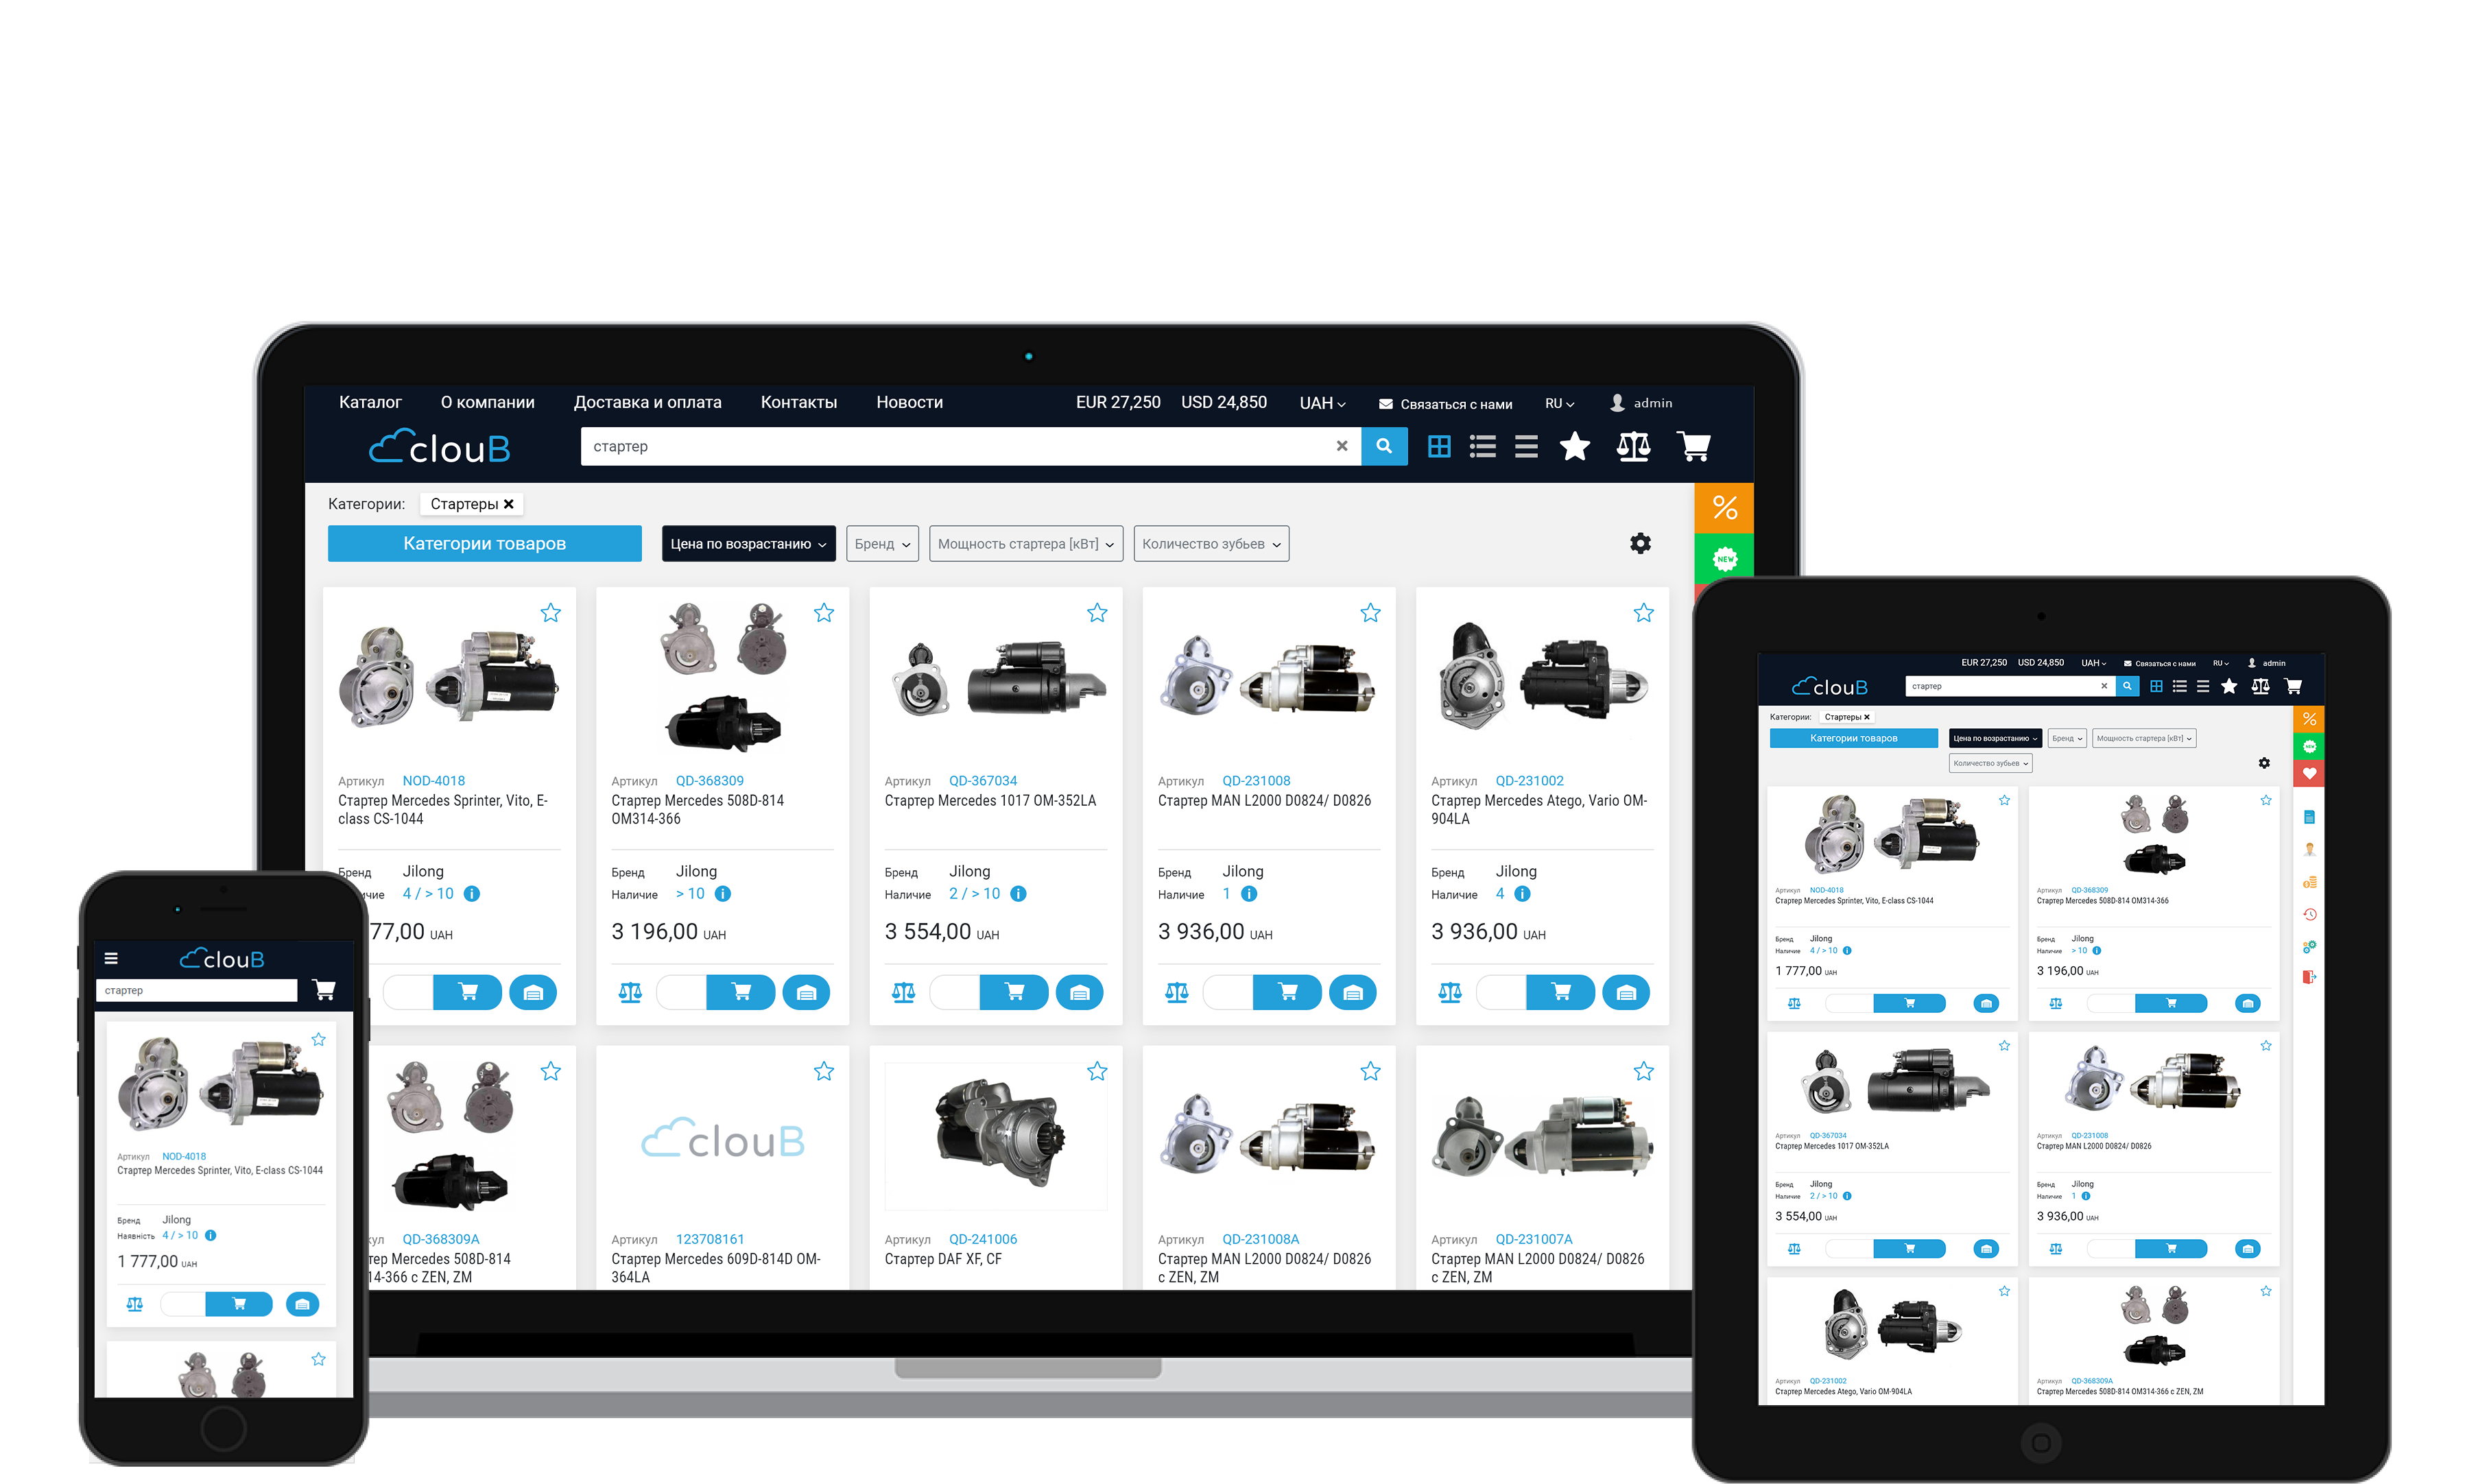 Каталог О компании Доставка и оплата Контакты Новости EUR 27,250 USD 24,850 UAH Связаться с нами RU admin
clouB стартер
Категории: Стартеры
Категории товаров Цена по возрастанию Бренд Мощность стартера [кВт] Количество зубьев
%
NEW
Артикул NOD-4018
Стартер Mercedes Sprinter, Vito, E-
class CS-1044
Бренд Jilong
чие 4 / > 10
77,00 UAH
Артикул QD-368309
Стартер Mercedes 508D-814
OM314-366
Бренд Jilong
Наличие > 10
3 196,00 UAH
Артикул QD-367034
Стартер Mercedes 1017 OM-352LA
Бренд Jilong
Наличие 2 / > 10
3 554,00 UAH
Артикул QD-231008
Стартер MAN L2000 D0824/ D0826
Бренд Jilong
Наличие 1
3 936,00 UAH
Артикул QD-231002
Стартер Mercedes Atego, Vario OM-
904LA
Бренд Jilong
Наличие 4
3 936,00 UAH
кул QD-368309A
тер Mercedes 508D-814
14-366 с ZEN, ZM
clouB
Артикул 123708161
Стартер Mercedes 609D-814D OM-
364LA
Артикул QD-241006
Стартер DAF XF, CF
Артикул QD-231008A
Стартер MAN L2000 D0824/ D0826
с ZEN, ZM
Артикул QD-231007A
Стартер MAN L2000 D0824/ D0826
с ZEN, ZM
clouB
стартер
Артикул NOD-4018
Стартер Mercedes Sprinter, Vito, E-class CS-1044
Бренд Jilong
Наявність 4 / > 10
1 777,00 UAH
EUR 27,250 USD 24,850 UAH Связаться с нами RU admin
clouB стартер
Категории: Стартеры
Категории товаров Цена по возрастанию Бренд Мощность стартера [кВт]
Количество зубьев
%
NEW
Артикул NOD-4018
Стартер Mercedes Sprinter, Vito, E-class CS-1044
Бренд Jilong
Наличие 4 / > 10
1 777,00 UAH
Артикул QD-368309
Стартер Mercedes 508D-814 OM314-366
Бренд Jilong
Наличие > 10
3 196,00 UAH
Артикул QD-367034
Стартер Mercedes 1017 OM-352LA
Бренд Jilong
Наличие 2 / > 10
3 554,00 UAH
Артикул QD-231008
Стартер MAN L2000 D0824/ D0826
Бренд Jilong
Наличие 1
3 936,00 UAH
Артикул QD-231002
Стартер Mercedes Atego, Vario OM-904LA
Артикул QD-368309A
Стартер Mercedes 508D-814 OM314-366 с ZEN, ZM